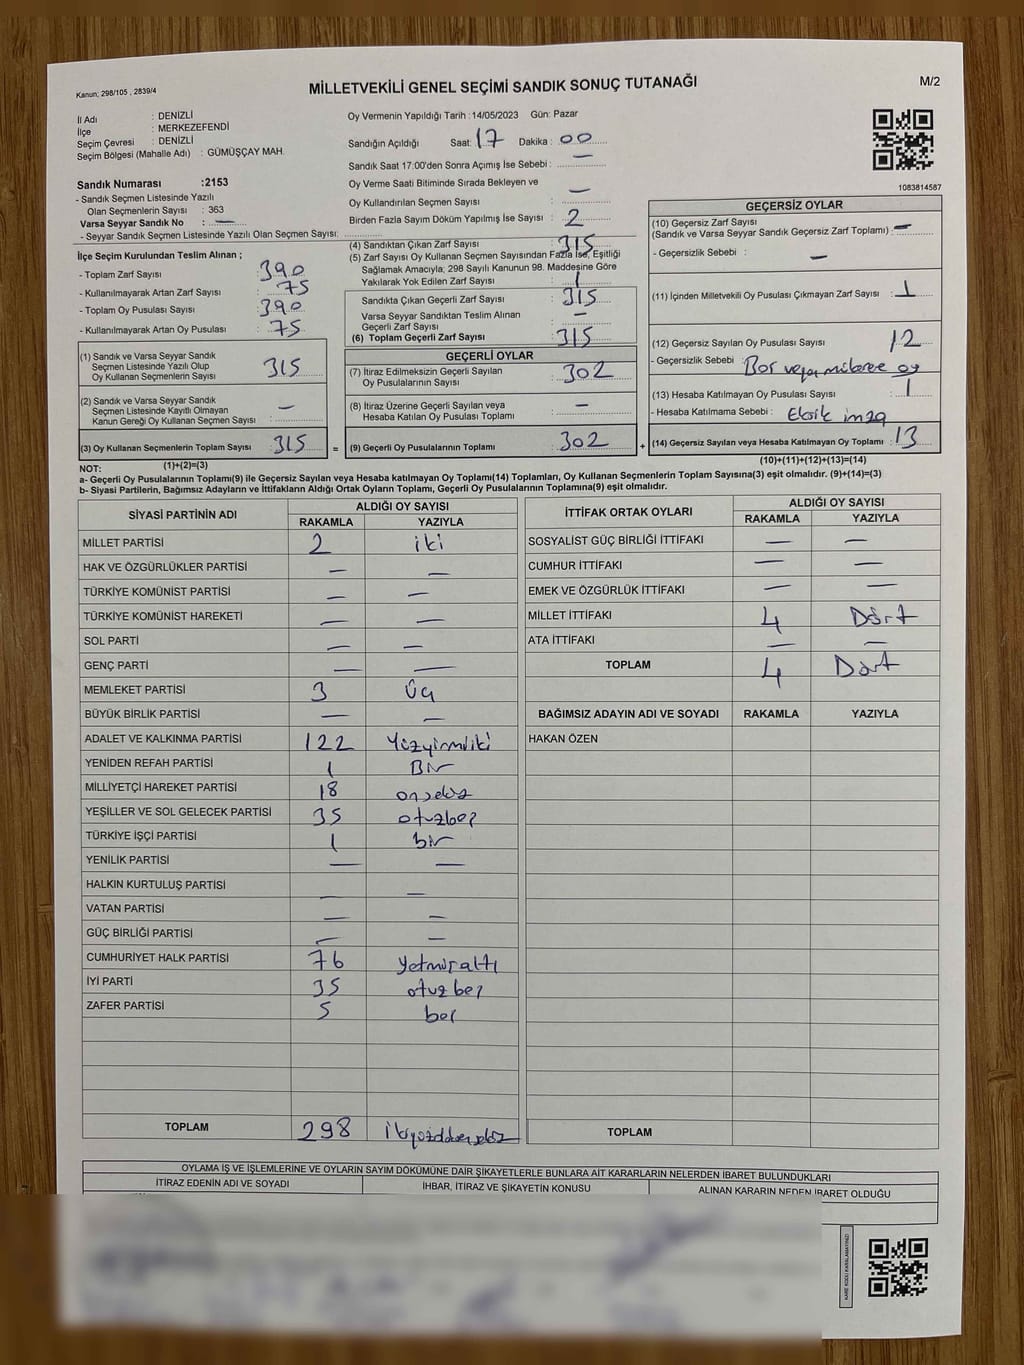 Kanun; 298/105 , 2839/4
MİLLETVEKİLİ GENEL SEÇİMİ SANDIK SONUÇ TUTANAĞI
M/2
İl Adı : DENİZLİ
İlçe : MERKEZEFENDİ
Seçim Çevresi : DENİZLİ
Seçim Bölgesi (Mahalle Adı) : GÜMÜŞÇAY MAH.
Sandık Numarası :2153
- Sandık Seçmen Listesinde Yazılı
Olan Seçmenlerin Sayısı : 363
Varsa Seyyar Sandık No : —
- Seyyar Sandık Seçmen Listesinde Yazılı Olan Seçmen Sayısı:
İlçe Seçim Kurulundan Teslim Alınan ;
- Toplam Zarf Sayısı : 390
- Kullanılmayarak Artan Zarf Sayısı : 75
- Toplam Oy Pusulası Sayısı : 390
- Kullanılmayarak Artan Oy Pusulası : 75
(1) Sandık ve Varsa Seyyar Sandık
Seçmen Listesinde Yazılı Olup
Oy Kullanan Seçmenlerin Sayısı : 315
(2) Sandık ve Varsa Seyyar Sandık
Seçmen Listesinde Kayıtlı Olmayan
Kanun Gereği Oy Kullanan Seçmen Sayısı : —
(3) Oy Kullanan Seçmenlerin Toplam Sayısı : 315 =
(1)+(2)=(3)
Oy Vermenin Yapıldığı Tarih : 14/05/2023 Gün: Pazar
Sandığın Açıldığı Saat: 17 Dakika : 00
Sandık Saat 17:00'den Sonra Açımış İse Sebebi : —
Oy Verme Saati Bitiminde Sırada Bekleyen ve
Oy Kullandırılan Seçmen Sayısı : —
Birden Fazla Sayım Döküm Yapılmış İse Sayısı : 2
(4) Sandıktan Çıkan Zarf Sayısı : 315
(5) Zarf Sayısı Oy Kullanan Seçmen Sayısından Fazla İse, Eşitliği
Sağlamak Amacıyla; 298 Sayılı Kanunun 98. Maddesine Göre
Yakılarak Yok Edilen Zarf Sayısı :
Sandıkta Çıkan Geçerli Zarf Sayısı : 315
Varsa Seyyar Sandıktan Teslim Alınan
Geçerli Zarf Sayısı : —
(6) Toplam Geçerli Zarf Sayısı : 315
GEÇERLİ OYLAR
(7) İtiraz Edilmeksizin Geçerli Sayılan
Oy Pusulalarının Sayısı : 302
(8) İtiraz Üzerine Geçerli Sayılan veya
Hesaba Katılan Oy Pusulası Toplamı : —
(9) Geçerli Oy Pusulalarının Toplamı : 302 +
1083814587
GEÇERSİZ OYLAR
(10) Geçersiz Zarf Sayısı
(Sandık ve Varsa Seyyar Sandık Geçersiz Zarf Toplamı) : —
- Geçersizlik Sebebi : —
(11) İçinden Milletvekili Oy Pusulası Çıkmayan Zarf Sayısı :
(12) Geçersiz Sayılan Oy Pusulası Sayısı : 12
- Geçersizlik Sebebi : Boş veya mükerrer oy
(13) Hesaba Katılmayan Oy Pusulası Sayısı : 1
- Hesaba Katılmama Sebebi : Eksik imza
(14) Geçersiz Sayılan veya Hesaba Katılmayan Oy Toplamı : 13
(10)+(11)+(12)+(13)=(14)
NOT:
a- Geçerli Oy Pusulalarının Toplamı(9) ile Geçersiz Sayılan veya Hesaba katılmayan Oy Toplamı(14) Toplamları, Oy Kullanan Seçmenlerin Toplam Sayısına(3) eşit olmalıdır. (9)+(14)=(3)
b- Siyasi Partilerin, Bağımsız Adayların ve İttifakların Aldığı Ortak Oyların Toplamı, Geçerli Oy Pusulalarının Toplamına(9) eşit olmalıdır.
SİYASİ PARTİNİN ADI ALDIĞI OY SAYISI
RAKAMLA YAZIYLA
MİLLET PARTİSİ 2 iki
HAK VE ÖZGÜRLÜKLER PARTİSİ — —
TÜRKİYE KOMÜNİST PARTİSİ — —
TÜRKİYE KOMÜNİST HAREKETİ — —
SOL PARTİ — —
GENÇ PARTİ — —
MEMLEKET PARTİSİ 3 Üç
BÜYÜK BİRLİK PARTİSİ — —
ADALET VE KALKINMA PARTİSİ 122 Yüzyirmiiki
YENİDEN REFAH PARTİSİ 1 Bir
MİLLİYETÇİ HAREKET PARTİSİ 18 onsekiz
YEŞİLLER VE SOL GELECEK PARTİSİ 35 otuzbeş
TÜRKİYE İŞÇİ PARTİSİ 1 bir
YENİLİK PARTİSİ — —
HALKIN KURTULUŞ PARTİSİ — —
VATAN PARTİSİ — —
GÜÇ BİRLİĞİ PARTİSİ — —
CUMHURİYET HALK PARTİSİ 76 yetmişaltı
İYİ PARTİ 35 otuzbeş
ZAFER PARTİSİ 5 beş
TOPLAM 298 ikiyüzdoksansekiz
İTTİFAK ORTAK OYLARI ALDIĞI OY SAYISI
RAKAMLA YAZIYLA
SOSYALİST GÜÇ BİRLİĞİ İTTİFAKI — —
CUMHUR İTTİFAKI — —
EMEK VE ÖZGÜRLÜK İTTİFAKI — —
MİLLET İTTİFAKI 4 Dört
ATA İTTİFAKI — —
TOPLAM 4 Dört
BAĞIMSIZ ADAYIN ADI VE SOYADI RAKAMLA YAZIYLA
HAKAN ÖZEN
TOPLAM
OYLAMA İŞ VE İŞLEMLERİNE VE OYLARIN SAYIM DÖKÜMÜNE DAİR ŞİKAYETLERLE BUNLARA AİT KARARLARIN NELERDEN İBARET BULUNDUKLARI
İTİRAZ EDENİN ADI VE SOYADI İHBAR, İTİRAZ VE ŞİKAYETİN KONUSU ALINAN KARARIN NEDEN İBARET OLDUĞU